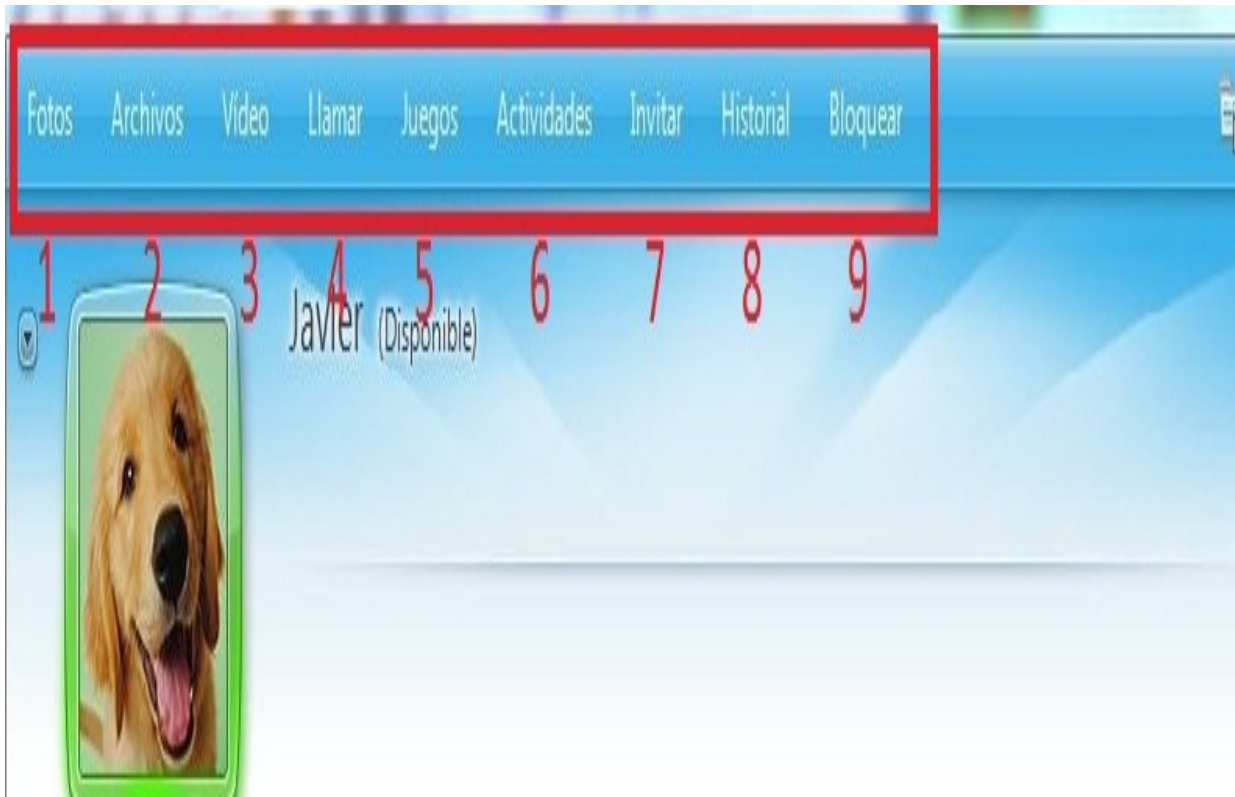 Fotos Archivos Vídeo Llamar Juegos Actividades Invitar Historial Bloquear
1 2 3 4 5 6 7 8 9
Javier (Disponible)